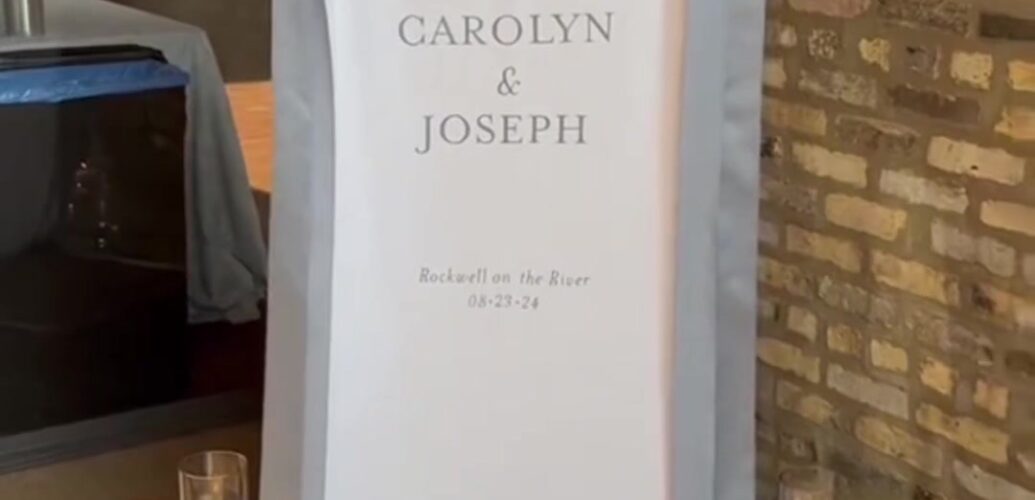 CAROLYN
&
JOSEPH
Rockwell on the River
08•23•24